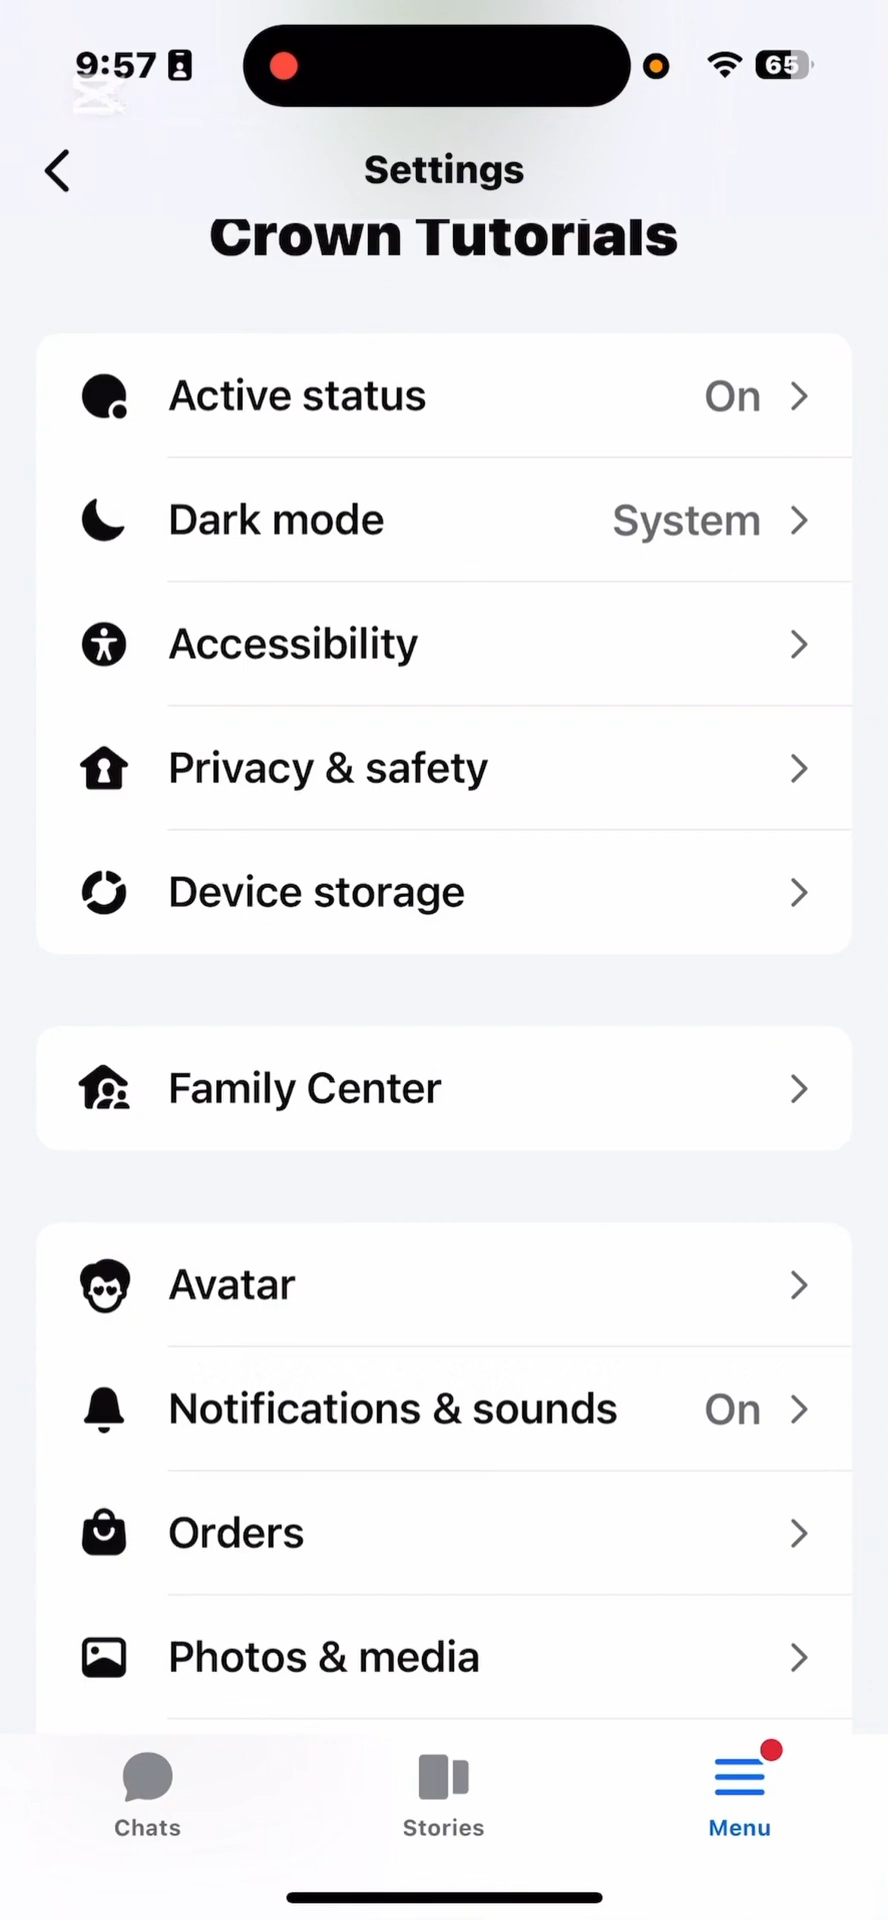 9:57
65
Settings
Crown Tutorials
Active status On
Dark mode System
Accessibility
Privacy & safety
Device storage
Family Center
Avatar
Notifications & sounds On
Orders
Photos & media
Chats Stories Menu